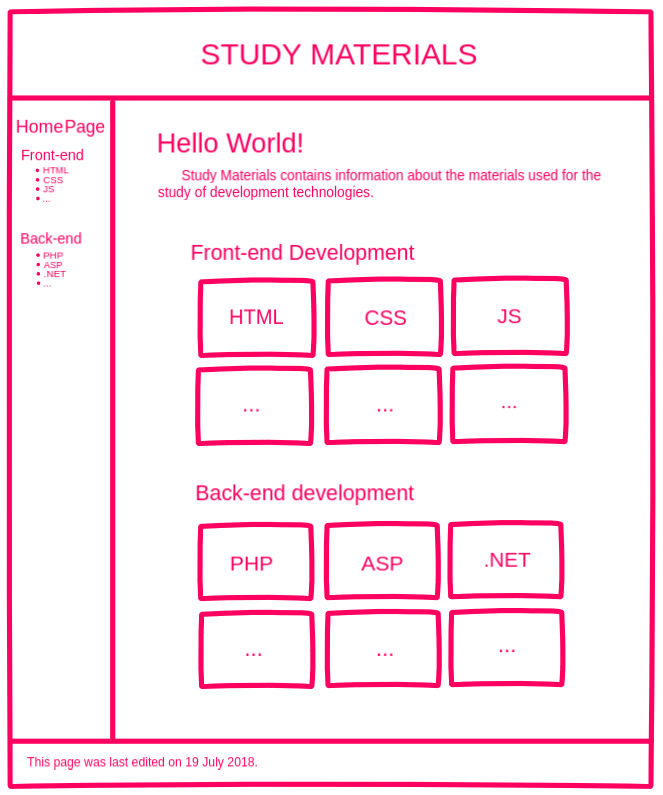 STUDY MATERIALS
HomePage
Front-end
• HTML
• CSS
• JS
• ...
Back-end
• PHP
• ASP
• .NET
• ...
Hello World!
Study Materials contains information about the materials used for the
study of development technologies.
Front-end Development
HTML CSS JS
... ... ...
Back-end development
PHP ASP .NET
... ... ...
This page was last edited on 19 July 2018.